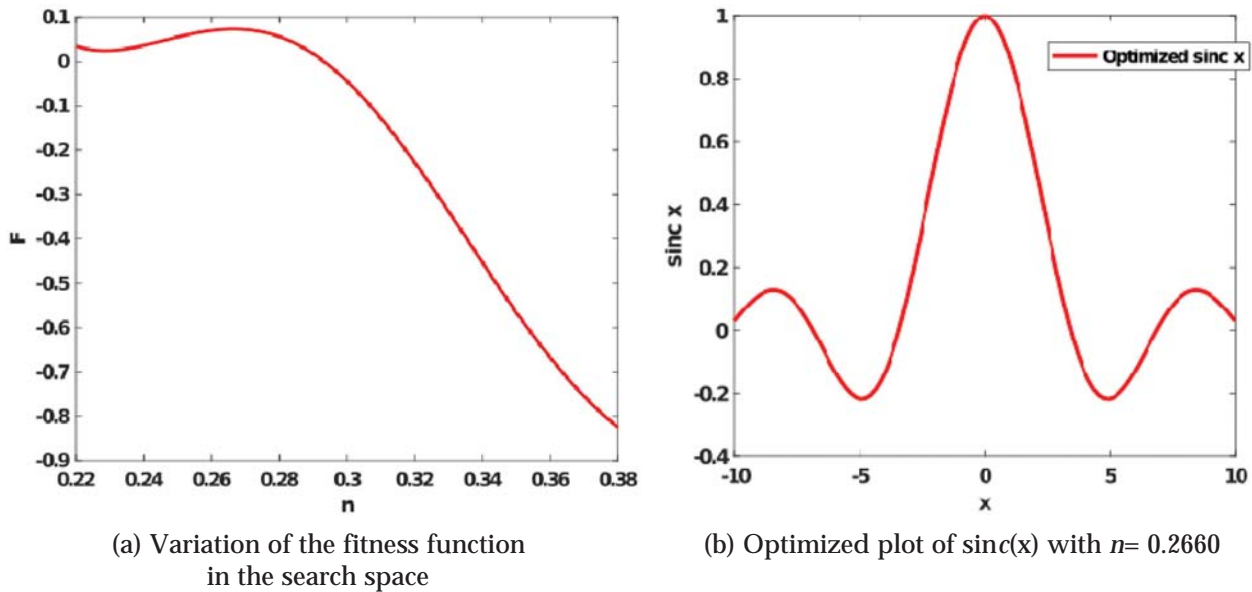 0.1
0
-0.1
-0.2
-0.3
-0.4
-0.5
-0.6
-0.7
-0.8
-0.9
F
0.22 0.24 0.26 0.28 0.3 0.32 0.34 0.36 0.38
n
(a) Variation of the fitness function
in the search space
1
0.8
0.6
0.4
0.2
0
-0.2
-0.4
sinc x
Optimized sinc x
-10 -5 0 5 10
x
(b) Optimized plot of sinc(x) with n= 0.2660